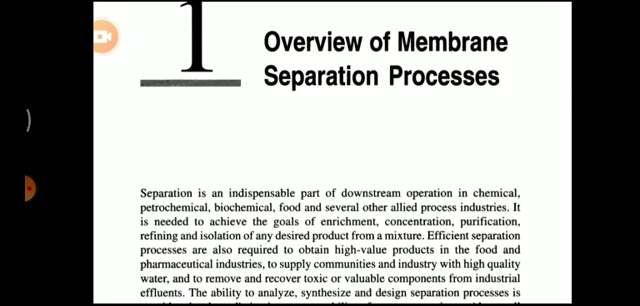 1
Overview of Membrane
Separation Processes
Separation is an indispensable part of downstream operation in chemical,
petrochemical, biochemical, food and several other allied process industries. It
is needed to achieve the goals of enrichment, concentration, purification,
refining and isolation of any desired product from a mixture. Efficient separation
processes are also required to obtain high-value products in the food and
pharmaceutical industries, to supply communities and industry with high quality
water, and to remove and recover toxic or valuable components from industrial
effluents. The ability to analyze, synthesize and design separation processes is